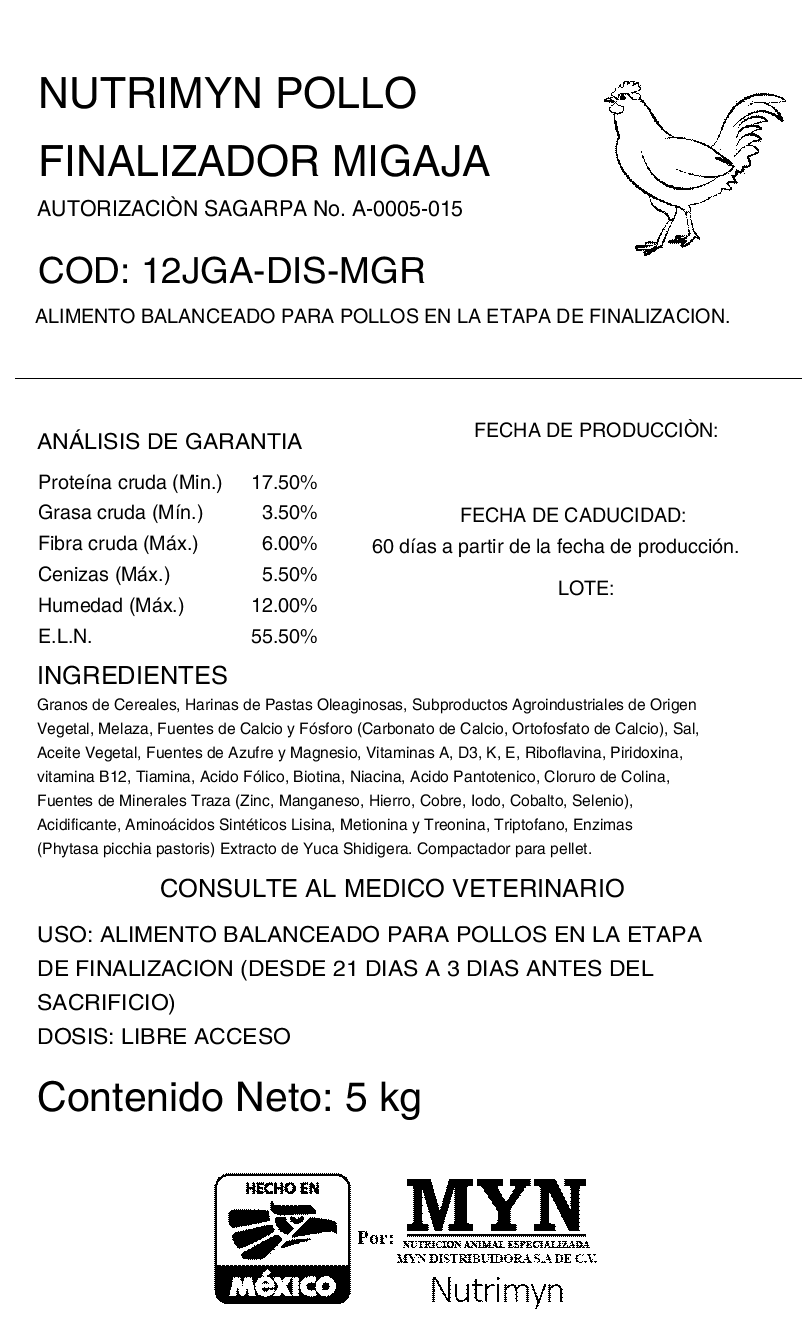 NUTRIMYN POLLO
FINALIZADOR MIGAJA
AUTORIZACIÒN SAGARPA No. A-0005-015
COD: 12JGA-DIS-MGR
ALIMENTO BALANCEADO PARA POLLOS EN LA ETAPA DE FINALIZACION.
ANÁLISIS DE GARANTIA
Proteína cruda (Min.) 17.50%
Grasa cruda (Mín.) 3.50%
Fibra cruda (Máx.) 6.00%
Cenizas (Máx.) 5.50%
Humedad (Máx.) 12.00%
E.L.N. 55.50%
FECHA DE PRODUCCIÒN:
FECHA DE CADUCIDAD:
60 días a partir de la fecha de producción.
LOTE:
INGREDIENTES
Granos de Cereales, Harinas de Pastas Oleaginosas, Subproductos Agroindustriales de Origen
Vegetal, Melaza, Fuentes de Calcio y Fósforo (Carbonato de Calcio, Ortofosfato de Calcio), Sal,
Aceite Vegetal, Fuentes de Azufre y Magnesio, Vitaminas A, D3, K, E, Riboflavina, Piridoxina,
vitamina B12, Tiamina, Acido Fólico, Biotina, Niacina, Acido Pantotenico, Cloruro de Colina,
Fuentes de Minerales Traza (Zinc, Manganeso, Hierro, Cobre, Iodo, Cobalto, Selenio),
Acidificante, Aminoácidos Sintéticos Lisina, Metionina y Treonina, Triptofano, Enzimas
(Phytasa picchia pastoris) Extracto de Yuca Shidigera. Compactador para pellet.
CONSULTE AL MEDICO VETERINARIO
USO: ALIMENTO BALANCEADO PARA POLLOS EN LA ETAPA
DE FINALIZACION (DESDE 21 DIAS A 3 DIAS ANTES DEL
SACRIFICIO)
DOSIS: LIBRE ACCESO
Contenido Neto: 5 kg
HECHO EN
MéXICO
Por:
MYN
NUTRICION ANIMAL ESPECIALIZADA
MYN DISTRIBUIDORA S.A DE C.V.
Nutrimyn